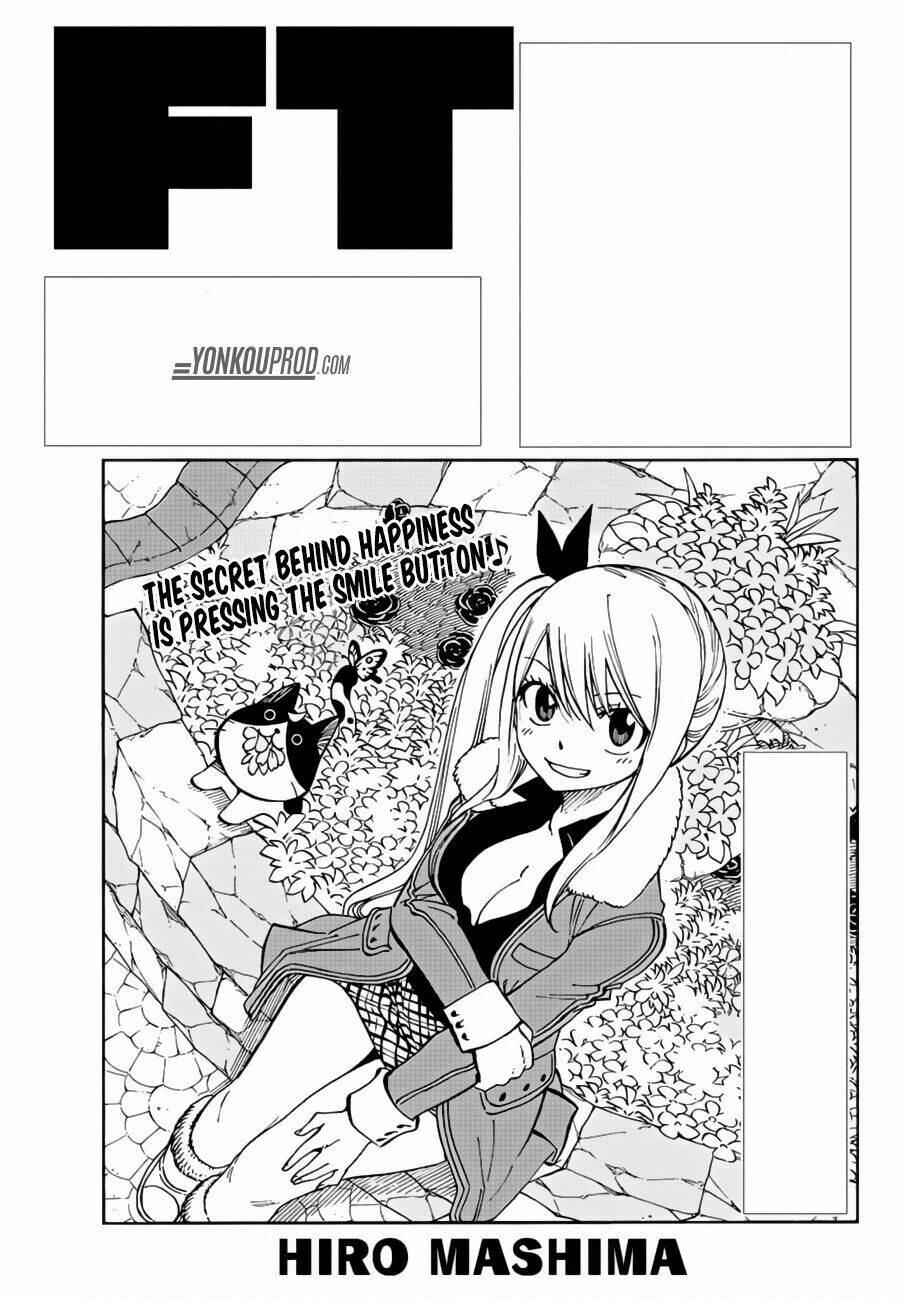 FT
YONKOUPROD.COM
THE SECRET BEHIND HAPPINESS
IS PRESSING THE SMILE BUTTON!♪
HIRO MASHIMA